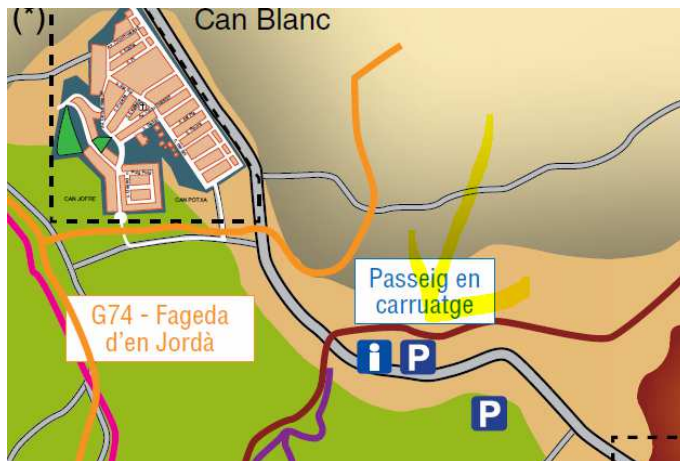 (*)
Can Blanc
CAN JOFRE
CAN POTXA
Passeig en
carruatge
G74 - Fageda
d'en Jordà
i P
P